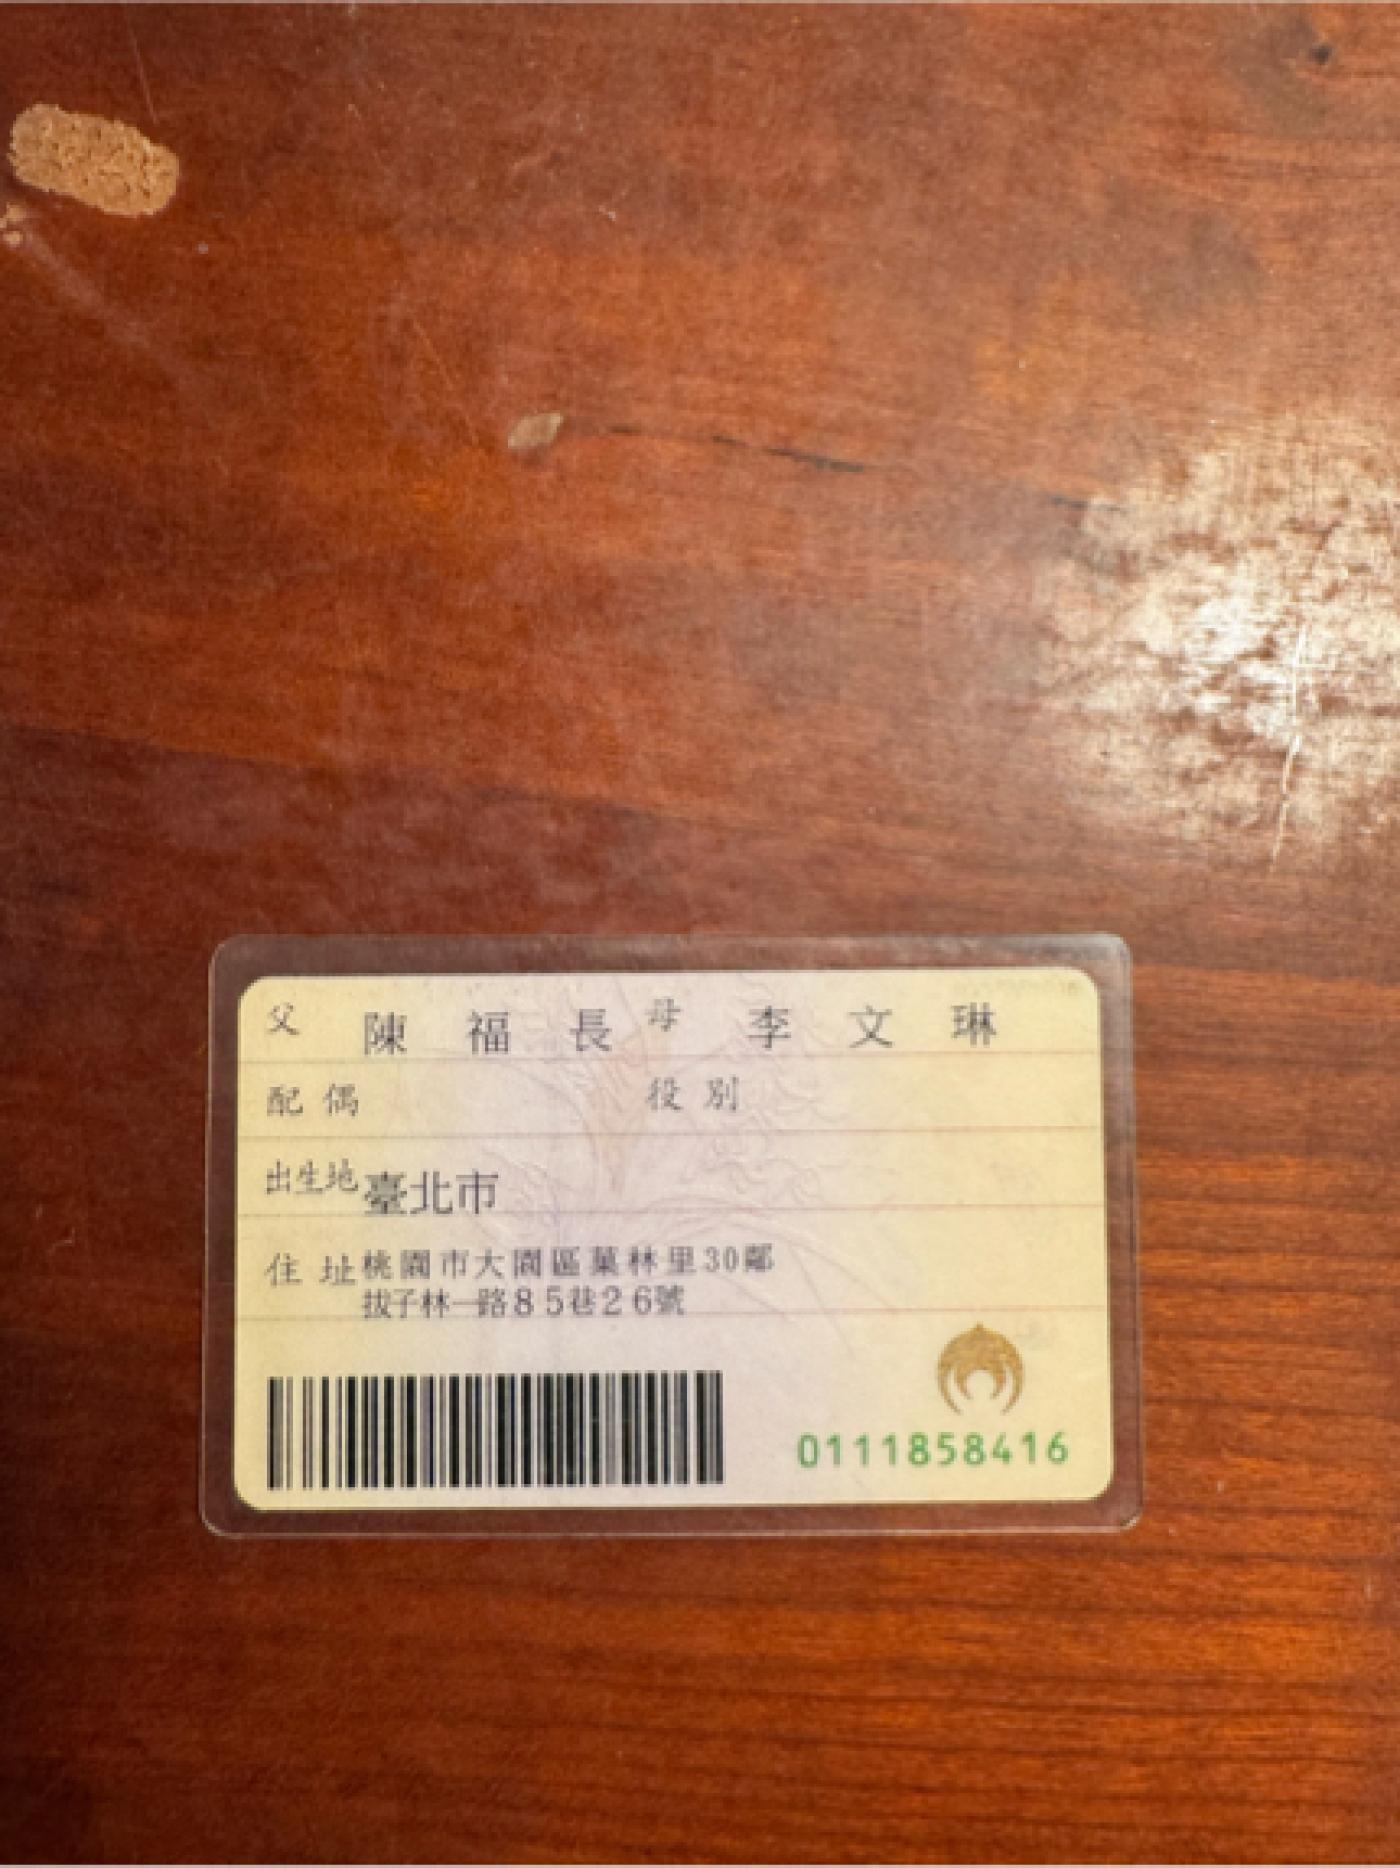 父 陳福長 母 李文琳
配偶 役別
出生地 臺北市
住址 桃園市大園區菓林里30鄰
拔子林一路85巷26號
0111858416